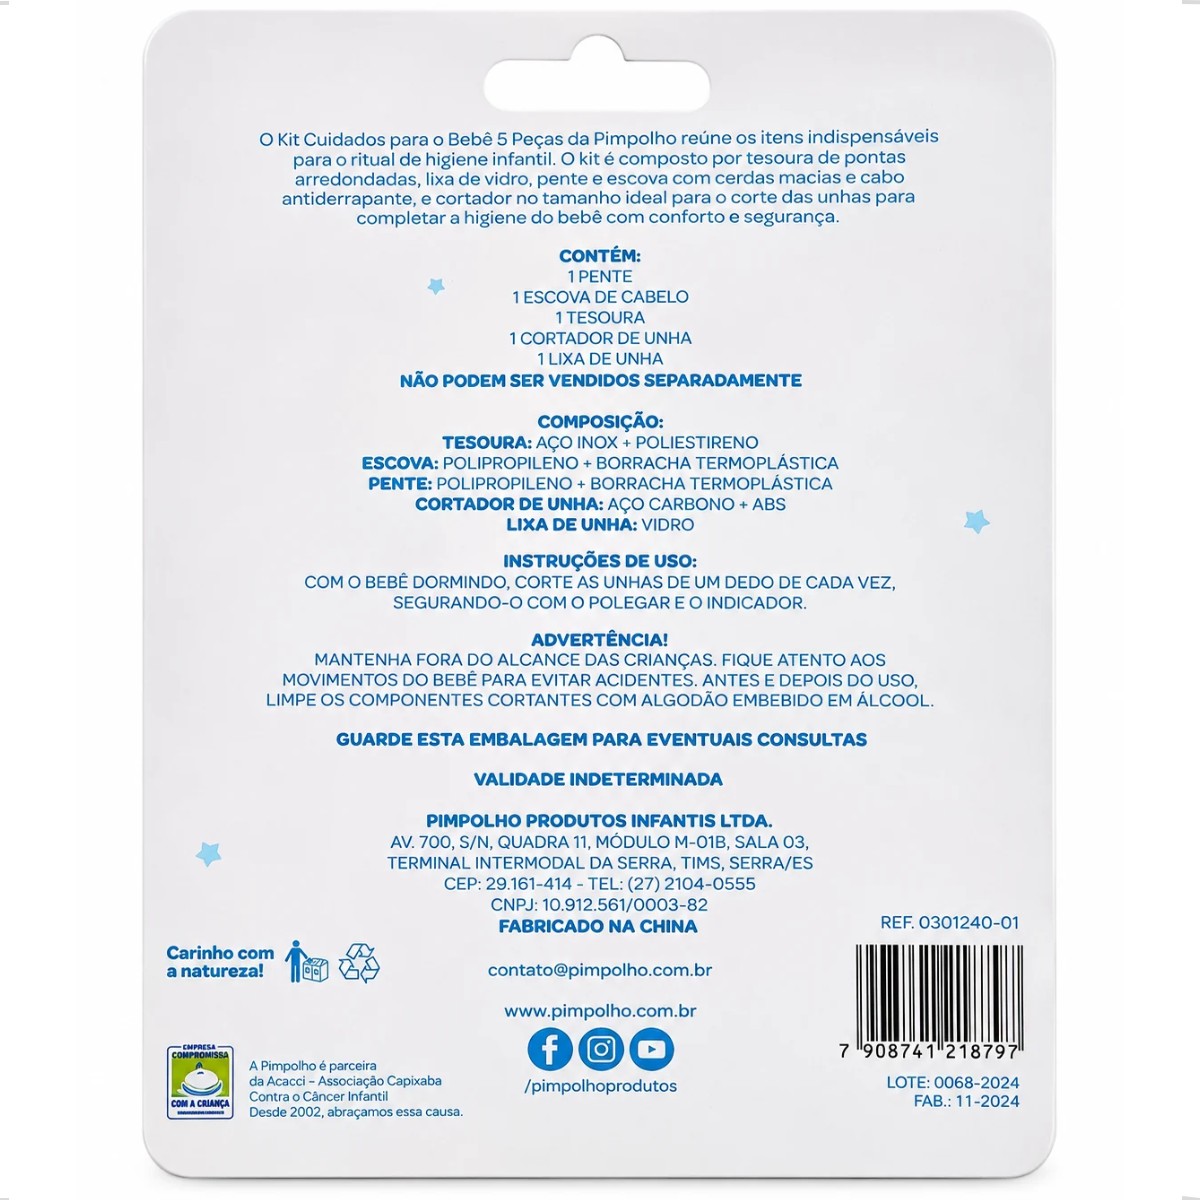 O Kit Cuidados para o Bebê 5 Peças da Pimpolho reúne os itens indispensáveis
para o ritual de higiene infantil. O kit é composto por tesoura de pontas
arredondadas, lixa de vidro, pente e escova com cerdas macias e cabo
antiderrapante, e cortador no tamanho ideal para o corte das unhas para
completar a higiene do bebê com conforto e segurança.
CONTÉM:
1 PENTE
1 ESCOVA DE CABELO
1 TESOURA
1 CORTADOR DE UNHA
1 LIXA DE UNHA
NÃO PODEM SER VENDIDOS SEPARADAMENTE
COMPOSIÇÃO:
TESOURA: AÇO INOX + POLIESTIRENO
ESCOVA: POLIPROPILENO + BORRACHA TERMOPLÁSTICA
PENTE: POLIPROPILENO + BORRACHA TERMOPLÁSTICA
CORTADOR DE UNHA: AÇO CARBONO + ABS
LIXA DE UNHA: VIDRO
INSTRUÇÕES DE USO:
COM O BEBÊ DORMINDO, CORTE AS UNHAS DE UM DEDO DE CADA VEZ,
SEGURANDO-O COM O POLEGAR E O INDICADOR.
ADVERTÊNCIA!
MANTENHA FORA DO ALCANCE DAS CRIANÇAS. FIQUE ATENTO AOS
MOVIMENTOS DO BEBÊ PARA EVITAR ACIDENTES. ANTES E DEPOIS DO USO,
LIMPE OS COMPONENTES CORTANTES COM ALGODÃO EMBEBIDO EM ÁLCOOL.
GUARDE ESTA EMBALAGEM PARA EVENTUAIS CONSULTAS
VALIDADE INDETERMINADA
PIMPOLHO PRODUTOS INFANTIS LTDA.
AV. 700, S/N, QUADRA 11, MÓDULO M-01B, SALA 03,
TERMINAL INTERMODAL DA SERRA, TIMS, SERRA/ES
CEP: 29.161-414 - TEL: (27) 2104-0555
CNPJ: 10.912.561/0003-82
FABRICADO NA CHINA
contato@pimpolho.com.br
www.pimpolho.com.br
/pimpolhoprodutos
Carinho com
a natureza!
EMPRESA
COMPROMISSA
COM A CRIANÇA
A Pimpolho é parceira
da Acacci – Associação Capixaba
Contra o Câncer Infantil
Desde 2002, abraçamos essa causa.
REF. 0301240-01
7 908741 218797
LOTE: 0068-2024
FAB.: 11-2024